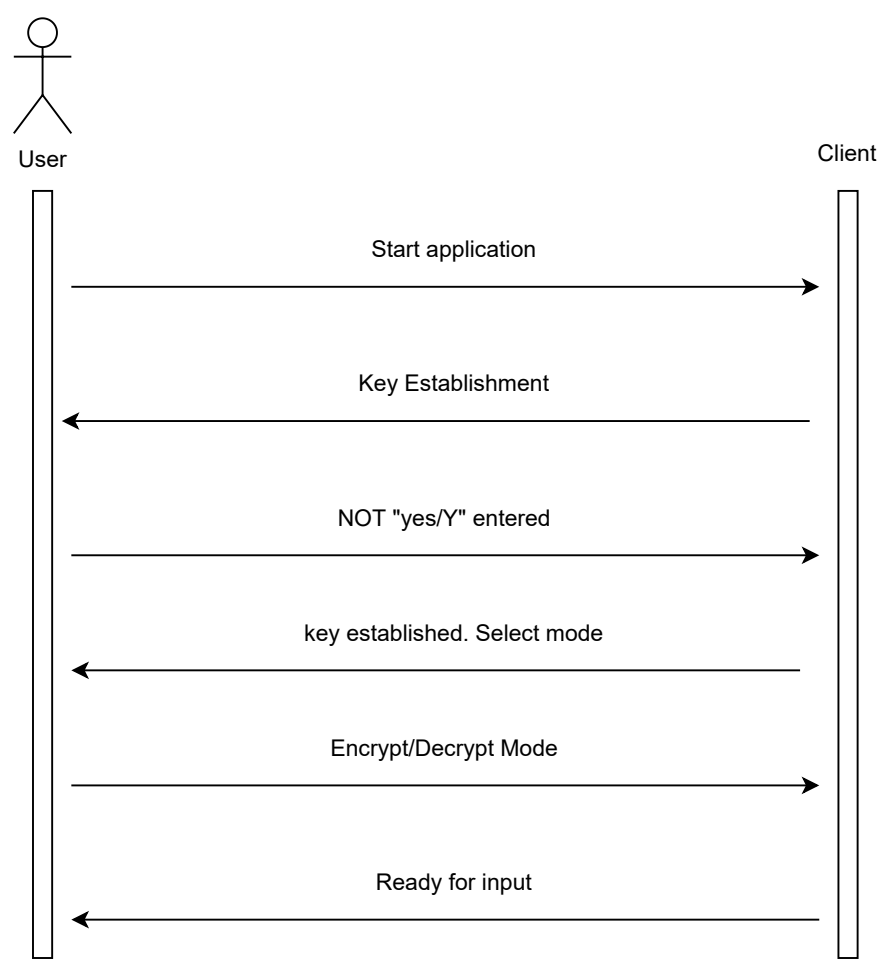 User
Client
Start application
Key Establishment
NOT "yes/Y" entered
key established. Select mode
Encrypt/Decrypt Mode
Ready for input